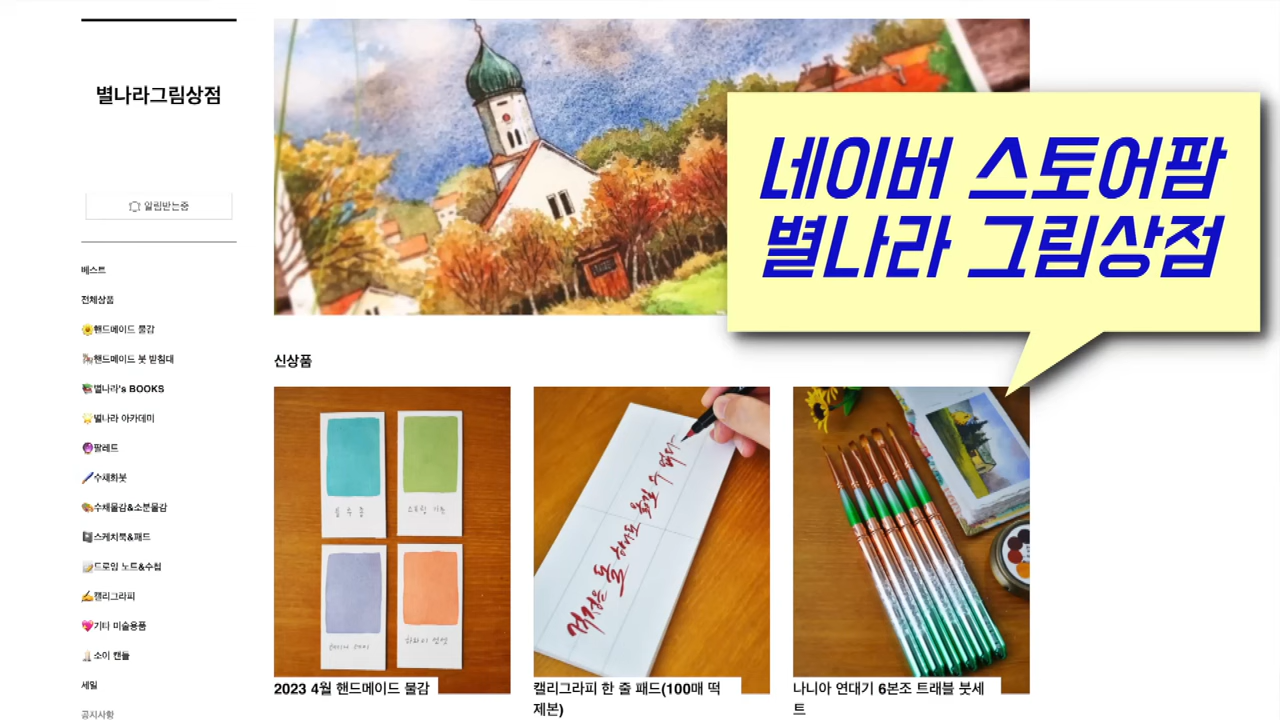 별나라그림상점
알림받는중
베스트
전체상품
핸드메이드 물감
핸드메이드 붓 받침대
별나라's BOOKS
별나라 아카데미
팔레트
수채화붓
수채물감&소분물감
스케치북&패드
드로잉 노트&수첩
캘리그라피
기타 미술용품
소이 캔들
세일
공지사항
네이버 스토어팜
별나라 그림상점
신상품
2023 4월 핸드메이드 물감
캘리그라피 한 줄 패드(100매 떡
제본)
나니아 연대기 6본조 트래블 붓세
트